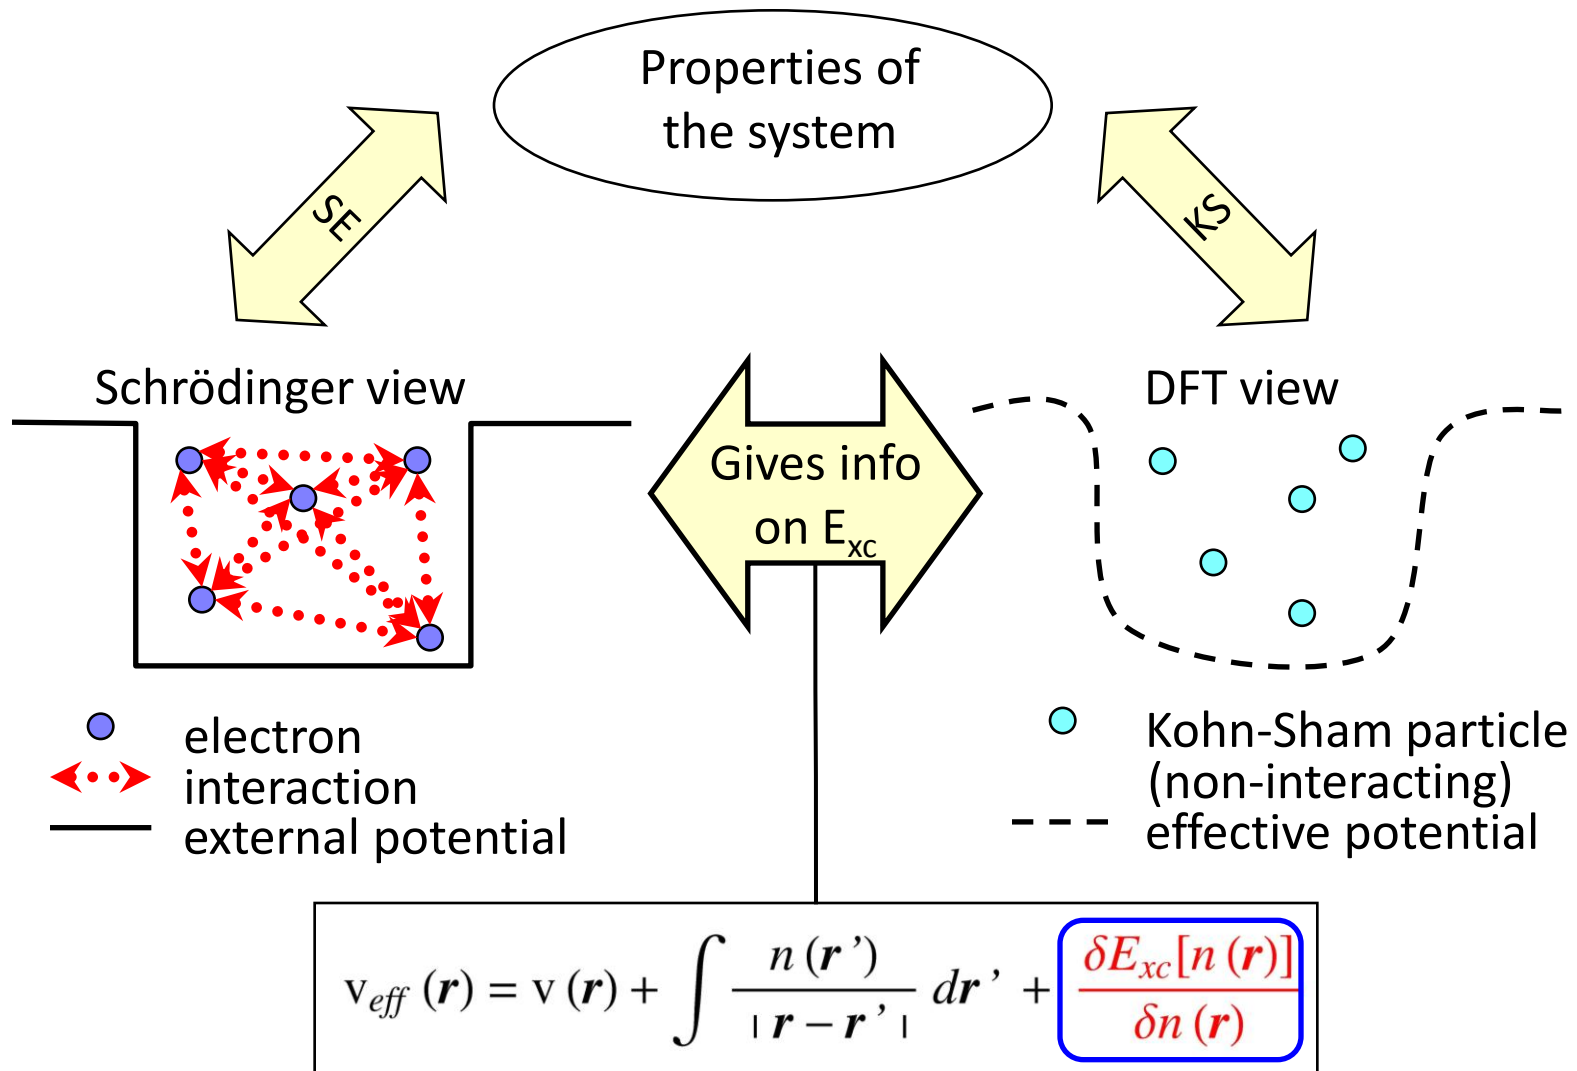 Properties of
the system
SE
KS
Schrödinger view
DFT view
Gives info
on E_xc
electron
interaction
external potential
Kohn-Sham particle
(non-interacting)
effective potential
v_eff (r) = v (r) + ∫ n (r ’) / | r − r ’ | dr ’ + δE_xc [n (r)] / δn (r)